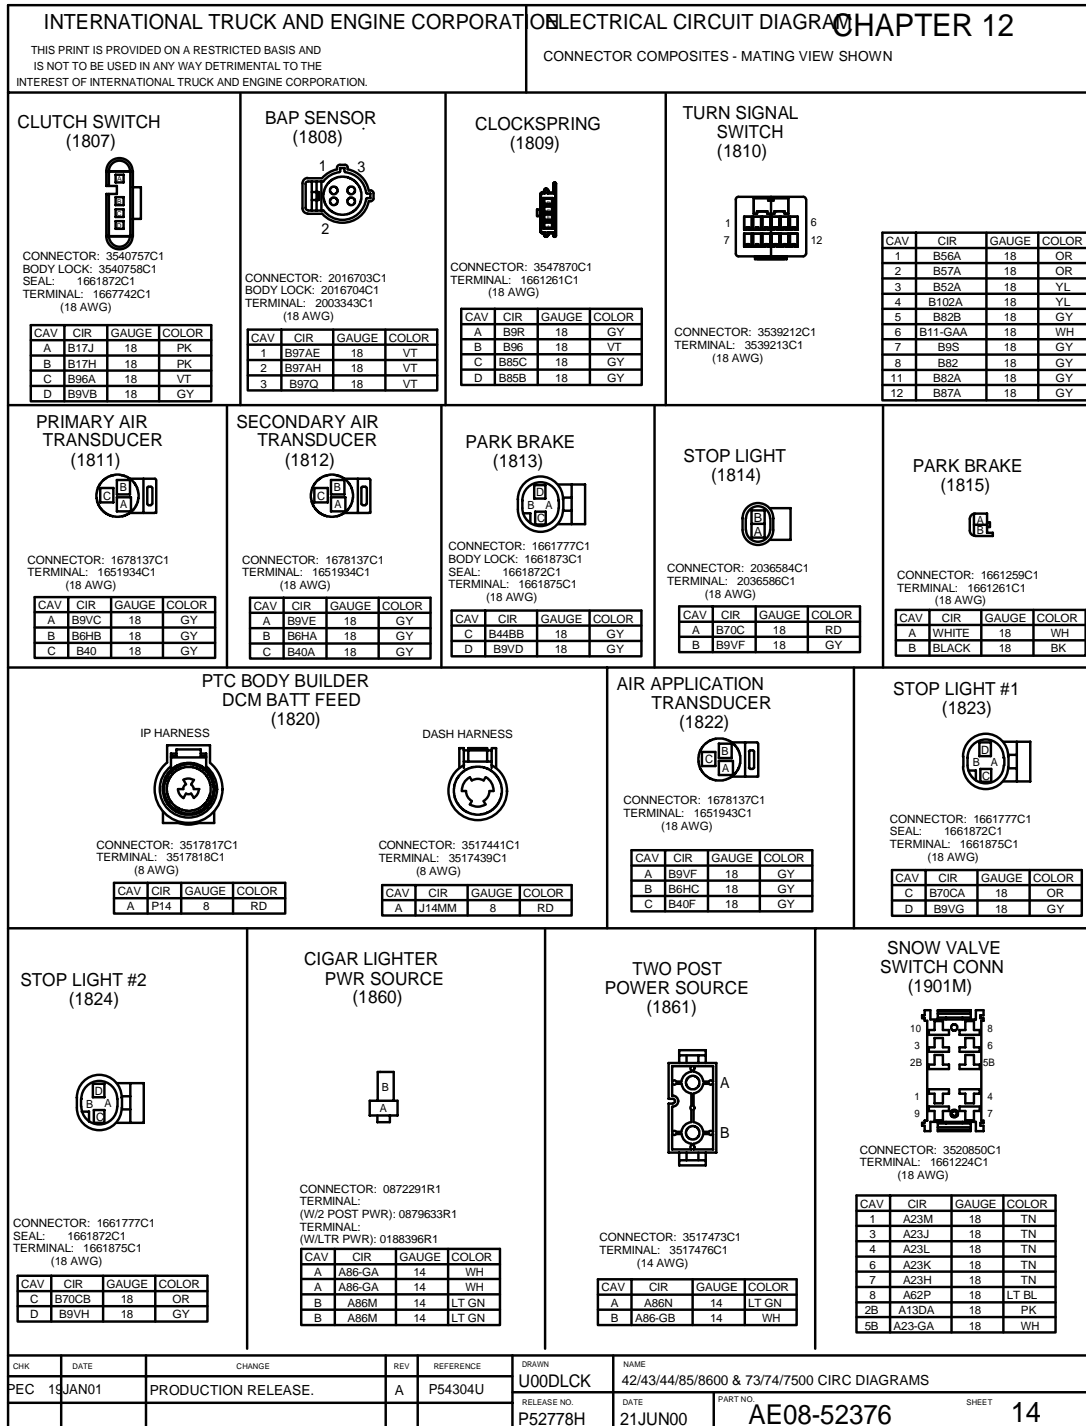 INTERNATIONAL TRUCK AND ENGINE CORPORATION
ELECTRICAL CIRCUIT DIAGRAM
CHAPTER 12
THIS PRINT IS PROVIDED ON A RESTRICTED BASIS AND
IS NOT TO BE USED IN ANY WAY DETRIMENTAL TO THE
INTEREST OF INTERNATIONAL TRUCK AND ENGINE CORPORATION.
CONNECTOR COMPOSITES - MATING VIEW SHOWN
CLUTCH SWITCH
(1807)
A
B
C
D
CONNECTOR: 3540757C1
BODY LOCK: 3540758C1
SEAL: 1661872C1
TERMINAL: 1667742C1
(18 AWG)
CAV CIR GAUGE COLOR
A B17J 18 PK
B B17H 18 PK
C B96A 18 VT
D B9VB 18 GY
BAP SENSOR
(1808)
1 3
2
CONNECTOR: 2016703C1
BODY LOCK: 2016704C1
TERMINAL: 2003343C1
(18 AWG)
CAV CIR GAUGE COLOR
1 B97AE 18 VT
2 B97AH 18 VT
3 B97Q 18 VT
CLOCKSPRING
(1809)
CONNECTOR: 3547870C1
TERMINAL: 1661261C1
(18 AWG)
CAV CIR GAUGE COLOR
A B9R 18 GY
B B96 18 VT
C B85C 18 GY
D B85B 18 GY
TURN SIGNAL
SWITCH
(1810)
1 6
7 12
CONNECTOR: 3539212C1
TERMINAL: 3539213C1
(18 AWG)
CAV CIR GAUGE COLOR
1 B56A 18 OR
2 B57A 18 OR
3 B52A 18 YL
4 B102A 18 YL
5 B82B 18 GY
6 B11-GAA 18 WH
7 B9S 18 GY
8 B82 18 GY
11 B82A 18 GY
12 B87A 18 GY
PRIMARY AIR
TRANSDUCER
(1811)
B
C
A
CONNECTOR: 1678137C1
TERMINAL: 1651934C1
(18 AWG)
CAV CIR GAUGE COLOR
A B9VC 18 GY
B B6HB 18 GY
C B40 18 GY
SECONDARY AIR
TRANSDUCER
(1812)
B
C
A
CONNECTOR: 1678137C1
TERMINAL: 1651934C1
(18 AWG)
CAV CIR GAUGE COLOR
A B9VE 18 GY
B B6HA 18 GY
C B40A 18 GY
PARK BRAKE
(1813)
D
B A
C
CONNECTOR: 1661777C1
BODY LOCK: 1661873C1
SEAL: 1661872C1
TERMINAL: 1661875C1
(18 AWG)
CAV CIR GAUGE COLOR
C B44BB 18 GY
D B9VD 18 GY
STOP LIGHT
(1814)
B
A
CONNECTOR: 2036584C1
TERMINAL: 2036586C1
(18 AWG)
CAV CIR GAUGE COLOR
A B70C 18 RD
B B9VF 18 GY
PARK BRAKE
(1815)
A
B
CONNECTOR: 1661259C1
TERMINAL: 1661261C1
(18 AWG)
CAV CIR GAUGE COLOR
A WHITE 18 WH
B BLACK 18 BK
PTC BODY BUILDER
DCM BATT FEED
(1820)
IP HARNESS
CONNECTOR: 3517817C1
TERMINAL: 3517818C1
(8 AWG)
CAV CIR GAUGE COLOR
A P14 8 RD
DASH HARNESS
CONNECTOR: 3517441C1
TERMINAL: 3517439C1
(8 AWG)
CAV CIR GAUGE COLOR
A J14MM 8 RD
AIR APPLICATION
TRANSDUCER
(1822)
B
C
A
CONNECTOR: 1678137C1
TERMINAL: 1651943C1
(18 AWG)
CAV CIR GAUGE COLOR
A B9VF 18 GY
B B6HC 18 GY
C B40F 18 GY
STOP LIGHT #1
(1823)
D
B A
C
CONNECTOR: 1661777C1
SEAL: 1661872C1
TERMINAL: 1661875C1
(18 AWG)
CAV CIR GAUGE COLOR
C B70CA 18 OR
D B9VG 18 GY
STOP LIGHT #2
(1824)
D
B A
C
CONNECTOR: 1661777C1
SEAL: 1661872C1
TERMINAL: 1661875C1
(18 AWG)
CAV CIR GAUGE COLOR
C B70CB 18 OR
D B9VH 18 GY
CIGAR LIGHTER
PWR SOURCE
(1860)
B
A
CONNECTOR: 0872291R1
TERMINAL:
(W/2 POST PWR): 0879633R1
TERMINAL:
(W/LTR PWR): 0188396R1
CAV CIR GAUGE COLOR
A A86-GA 14 WH
A A86-GA 14 WH
B A86M 14 LT GN
B A86M 14 LT GN
TWO POST
POWER SOURCE
(1861)
A
B
CONNECTOR: 3517473C1
TERMINAL: 3517476C1
(14 AWG)
CAV CIR GAUGE COLOR
A A86N 14 LT GN
B A86-GB 14 WH
SNOW VALVE
SWITCH CONN
(1901M)
10 8
3 6
2B 5B
1 4
9 7
CONNECTOR: 3520850C1
TERMINAL: 1661224C1
(18 AWG)
CAV CIR GAUGE COLOR
1 A23M 18 TN
3 A23J 18 TN
4 A23L 18 TN
6 A23K 18 TN
7 A23H 18 TN
8 A62P 18 LT BL
2B A13DA 18 PK
5B A23-GA 18 WH
CHK DATE CHANGE REV REFERENCE
PEC 19JAN01 PRODUCTION RELEASE. A P54304U
DRAWN
U00DLCK
NAME
42/43/44/85/8600 & 73/74/7500 CIRC DIAGRAMS
RELEASE NO.
P52778H
DATE
21JUN00
PART NO.
AE08-52376
SHEET 14